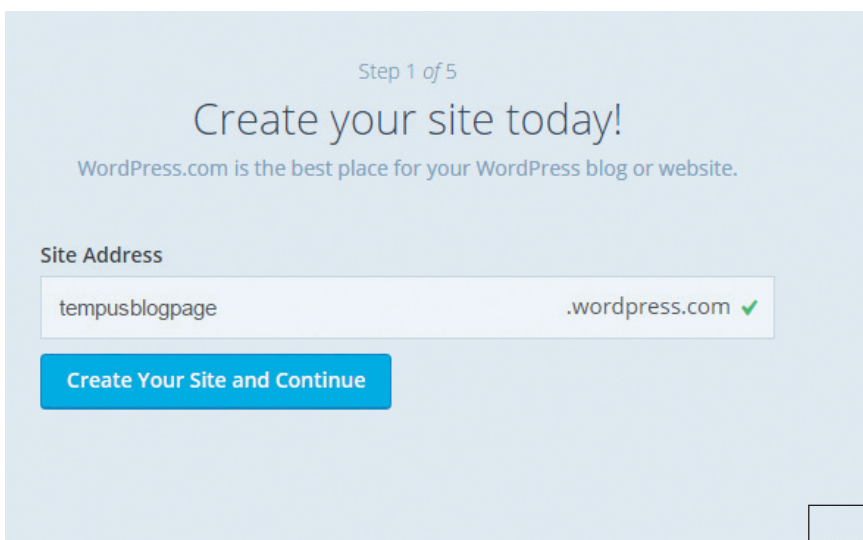 Step 1 of 5
Create your site today!
WordPress.com is the best place for your WordPress blog or website.
Site Address
tempusblogpage .wordpress.com
Create Your Site and Continue